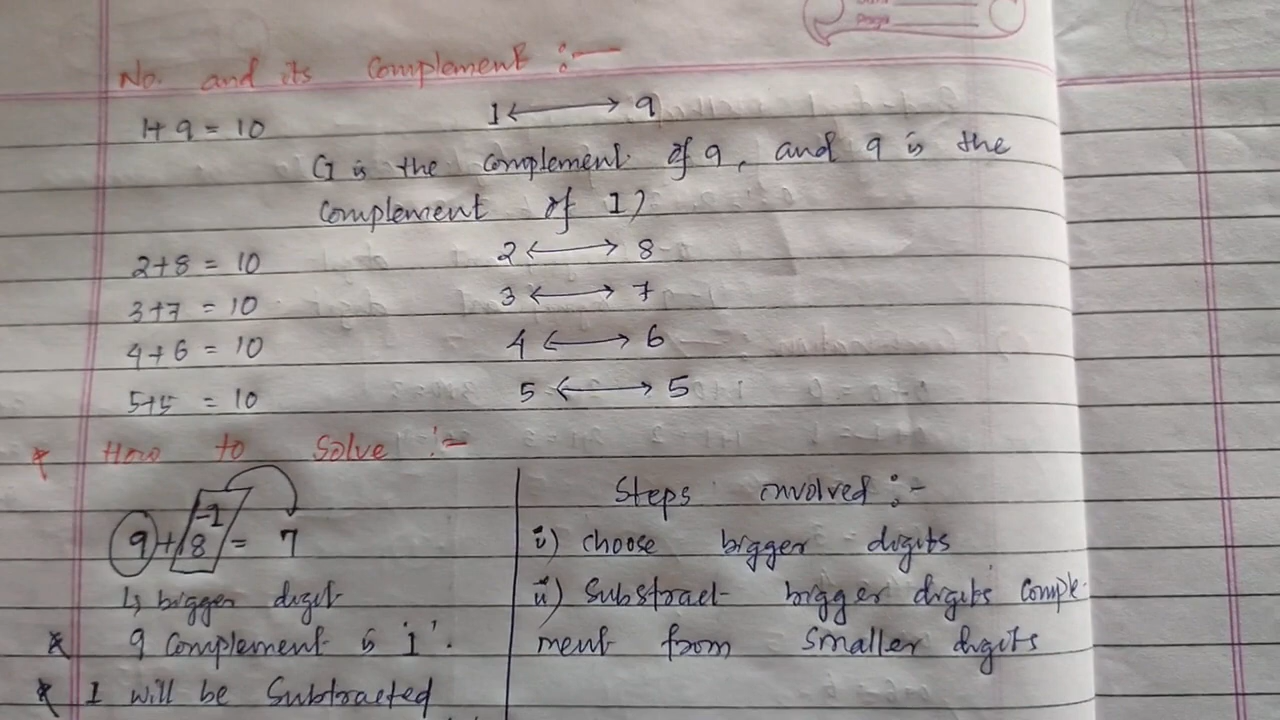 No. and its Complement :-
1+9 = 10 1 ↔ 9
(1 is the complement of 9, and 9 is the
complement of 1)
2+8 = 10 2 ↔ 8
3+7 = 10 3 ↔ 7
4+6 = 10 4 ↔ 6
5+5 = 10 5 ↔ 5
* How to Solve :-
-1
9+8 = 7
↳ bigger digit
* 9 complement is '1'.
* 1 will be Subtracted
Steps involved :-
i) choose bigger digits
ii) Substract bigger digits comple-
ment from smaller digits